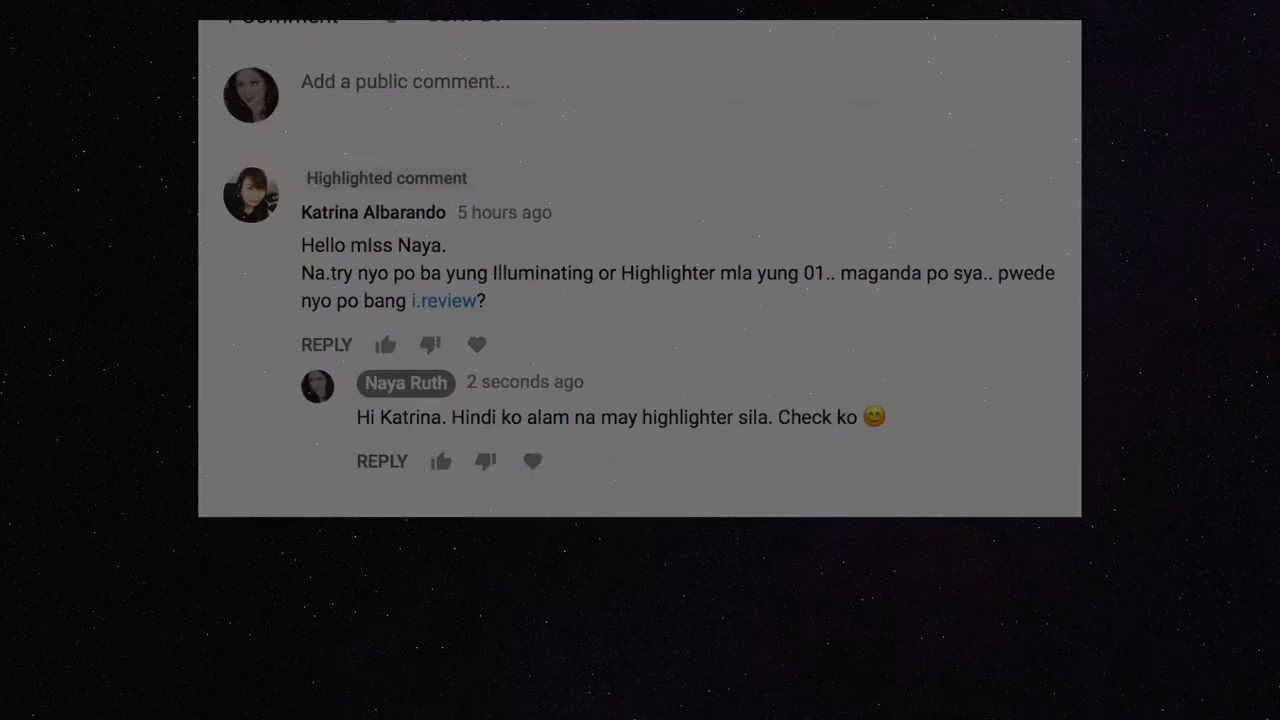 Add a public comment...
Highlighted comment
Katrina Albarando 5 hours ago
Hello mIss Naya.
Na.try nyo po ba yung Illuminating or Highlighter mla yung 01.. maganda po sya.. pwede
nyo po bang i.review?
REPLY
Naya Ruth 2 seconds ago
Hi Katrina. Hindi ko alam na may highlighter sila. Check ko 😊
REPLY